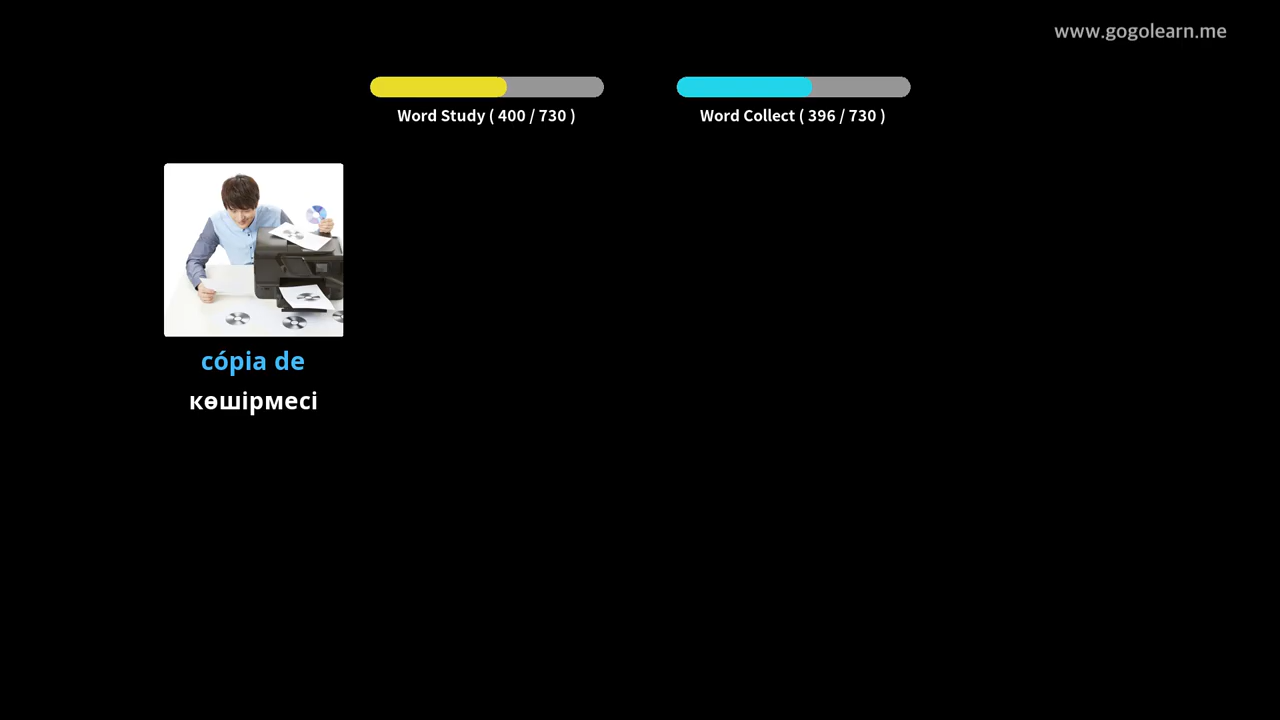 www.gogolearn.me
Word Study ( 400 / 730 )
Word Collect ( 396 / 730 )
cópia de
көшірмесі